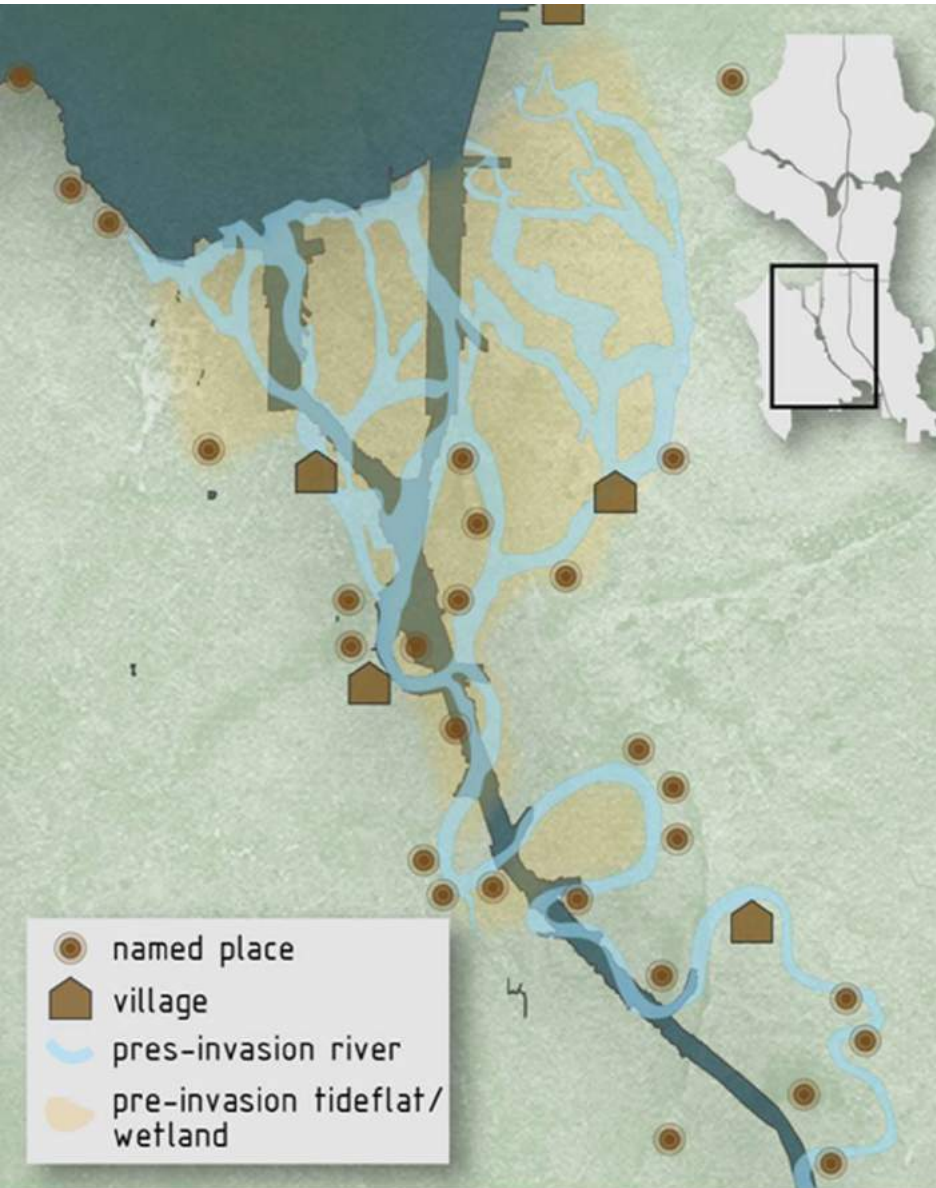 named place
village
pres-invasion river
pre-invasion tideflat/
wetland